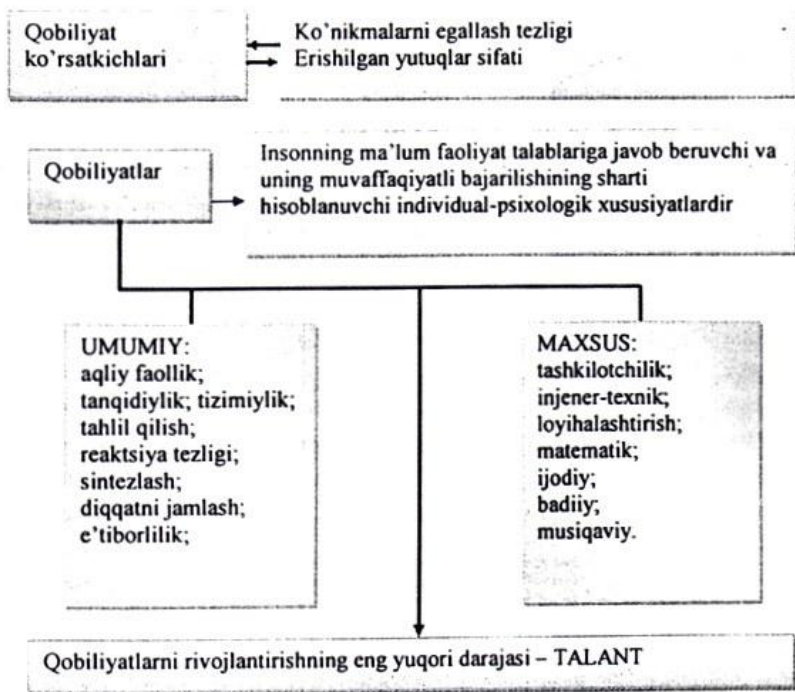 Qobiliyat
ko’rsatkichlari
Ko’nikmalarni egallash tezligi
Erishilgan yutuqlar sifati
Qobiliyatlar
Insonning ma’lum faoliyat talablariga javob beruvchi va
uning muvaffaqiyatli bajarilishining sharti
hisoblanuvchi individual-psixologik xususiyatlardir
UMUMIY:
aqliy faollik;
tanqidiylik; tizimiylik;
tahlil qilish;
reaktsiya tezligi;
sintezlash;
diqqatni jamlash;
e’tiborlilik;
MAXSUS:
tashkilotchilik;
injener-texnik;
loyihalashtirish;
matematik;
ijodiy;
badiiy;
musiqaviy.
Qobiliyatlarni rivojlantirishning eng yuqori darajasi – TALANT